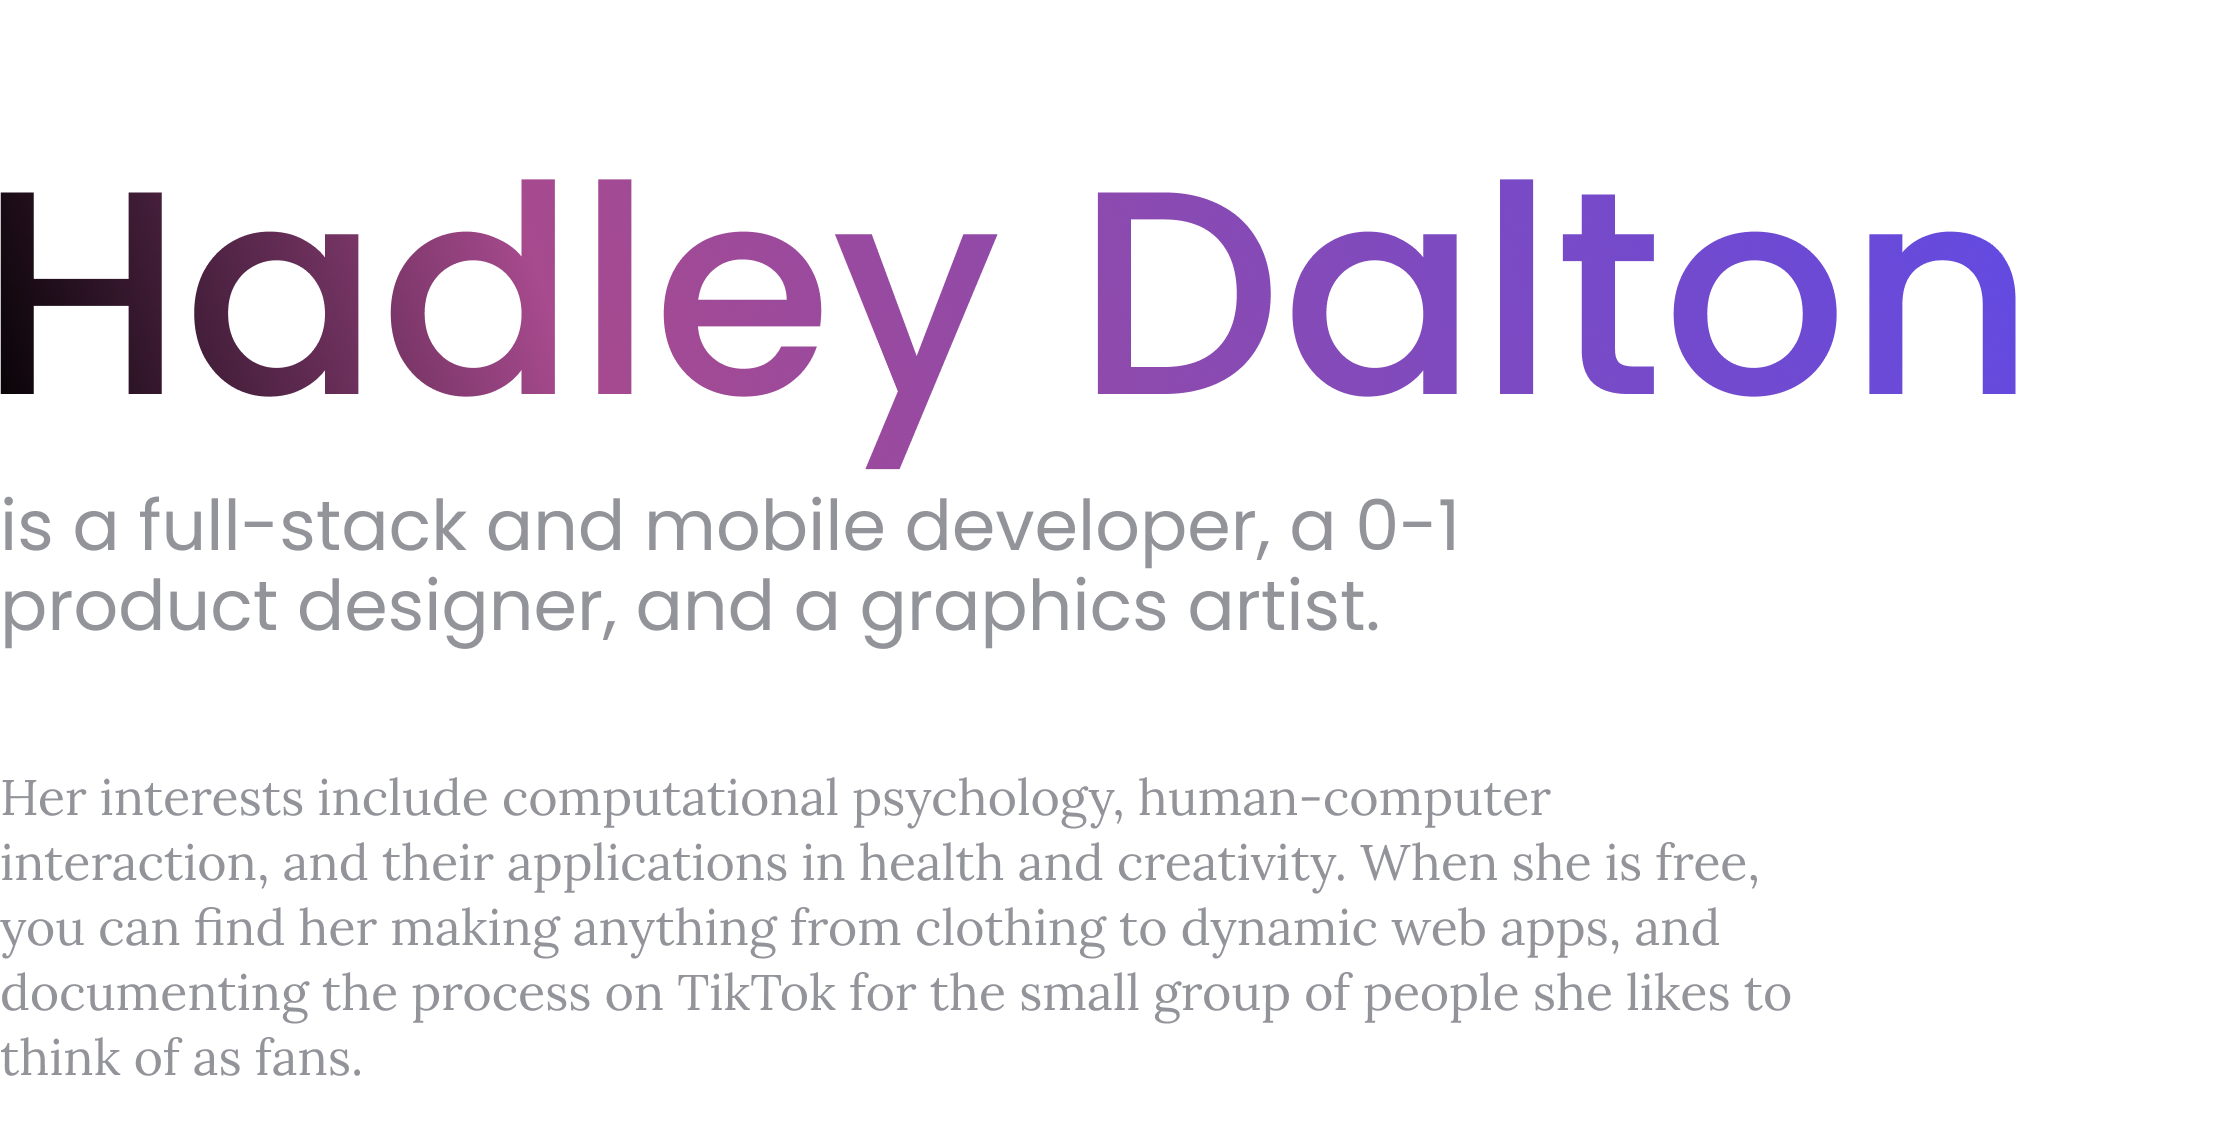 Hadley Dalton
is a full-stack and mobile developer, a 0-1
product designer, and a graphics artist.
Her interests include computational psychology, human-computer
interaction, and their applications in health and creativity. When she is free,
you can find her making anything from clothing to dynamic web apps, and
documenting the process on TikTok for the small group of people she likes to
think of as fans.